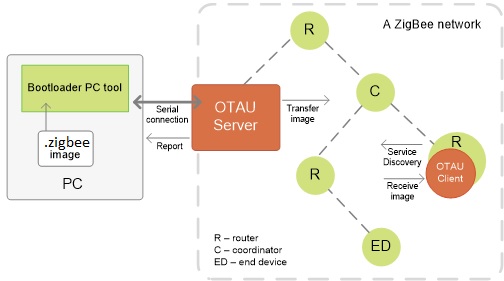 A ZigBee network
R
Bootloader PC tool
C
OTAU
Server
Serial
connection
Transfer
image
.zigbee
image
Report
R
Service
Discovery
OTAU
Client
PC
R
Receive
image
R – router
C – coordinator
ED – end device
ED